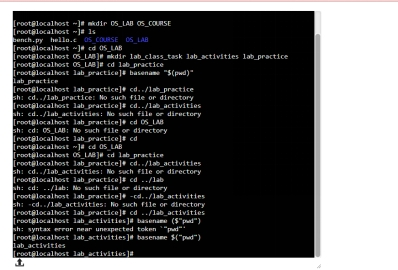 [root@localhost ~]# mkdir OS_LAB OS_COURSE
[root@localhost ~]# ls
bench.py  hello.c  OS_COURSE  OS_LAB
[root@localhost ~]# cd OS_LAB
[root@localhost OS_LAB]# mkdir lab_class_task lab_activities lab_practice
[root@localhost OS_LAB]# cd lab_practice
[root@localhost lab_practice]# basename "$(pwd)"
lab_practice
[root@localhost lab_practice]# cd../lab_practice
sh: cd../lab_practice: No such file or directory
[root@localhost lab_practice]# cd../lab_activities
sh: cd../lab_activities: No such file or directory
[root@localhost lab_practice]# cd OS_LAB
sh: cd: OS_LAB: No such file or directory
[root@localhost lab_practice]# cd
[root@localhost ~]# cd OS_LAB
[root@localhost OS_LAB]# cd lab_practice
[root@localhost lab_practice]# cd../lab_activities
sh: cd../lab_activities: No such file or directory
[root@localhost lab_practice]# cd ../lab
sh: cd: ../lab: No such file or directory
[root@localhost lab_practice]# -cd../lab_activities
sh: -cd../lab_activities: No such file or directory
[root@localhost lab_practice]# cd ../lab_activities
[root@localhost lab_activities]# basename ($"pwd")
sh: syntax error near unexpected token `$"pwd"'
[root@localhost lab_activities]# basename $("pwd")
lab_activities
[root@localhost lab_activities]#